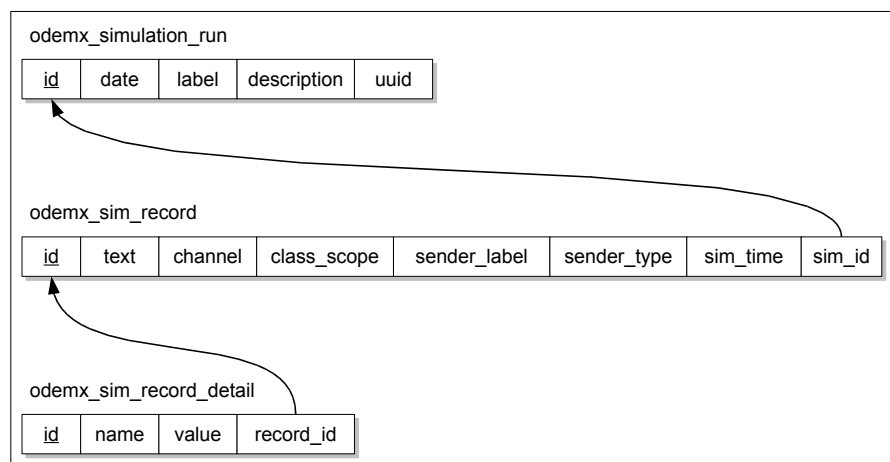 odemx_simulation_run
id date label description uuid
odemx_sim_record
id text channel class_scope sender_label sender_type sim_time sim_id
odemx_sim_record_detail
id name value record_id